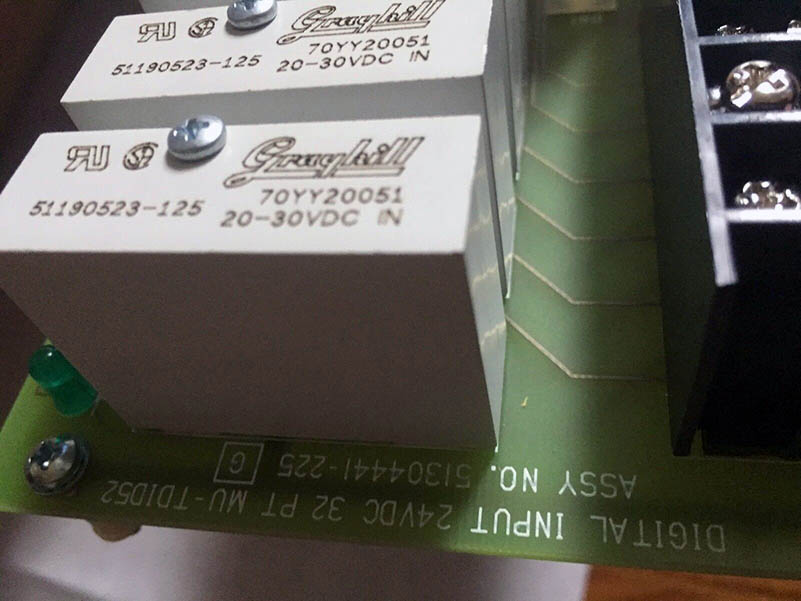 Grayhill
70YY20051
51190523-125
20-30VDC IN
Grayhill
70YY20051
51190523-125
20-30VDC IN
DIGITAL INPUT 24VDC 32 PT MU-TDID52
ASSY NO. 51304441-225 G